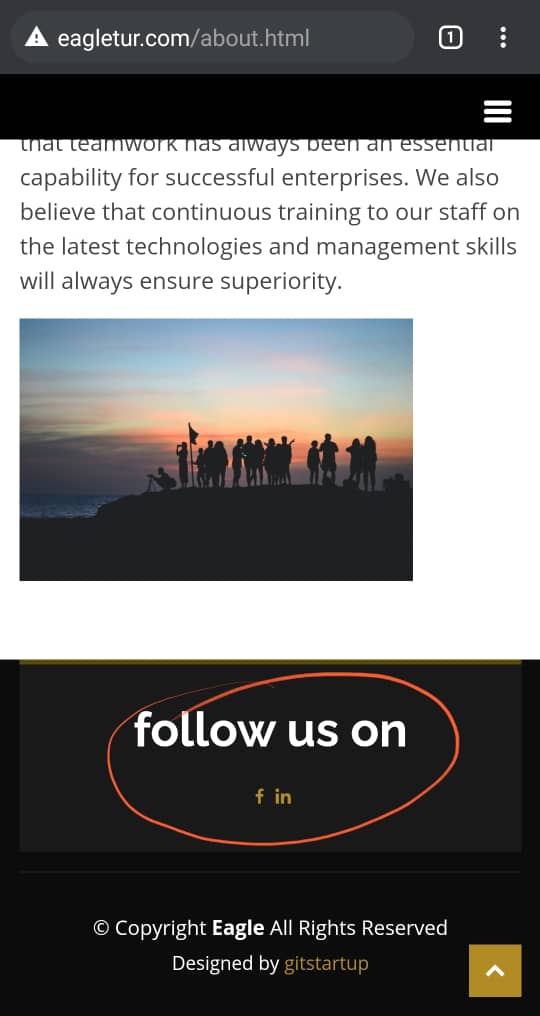 eagletur.com/about.html
1
that teamwork has always been an essential
capability for successful enterprises. We also
believe that continuous training to our staff on
the latest technologies and management skills
will always ensure superiority.
follow us on
f in
© Copyright Eagle All Rights Reserved
Designed by gitstartup